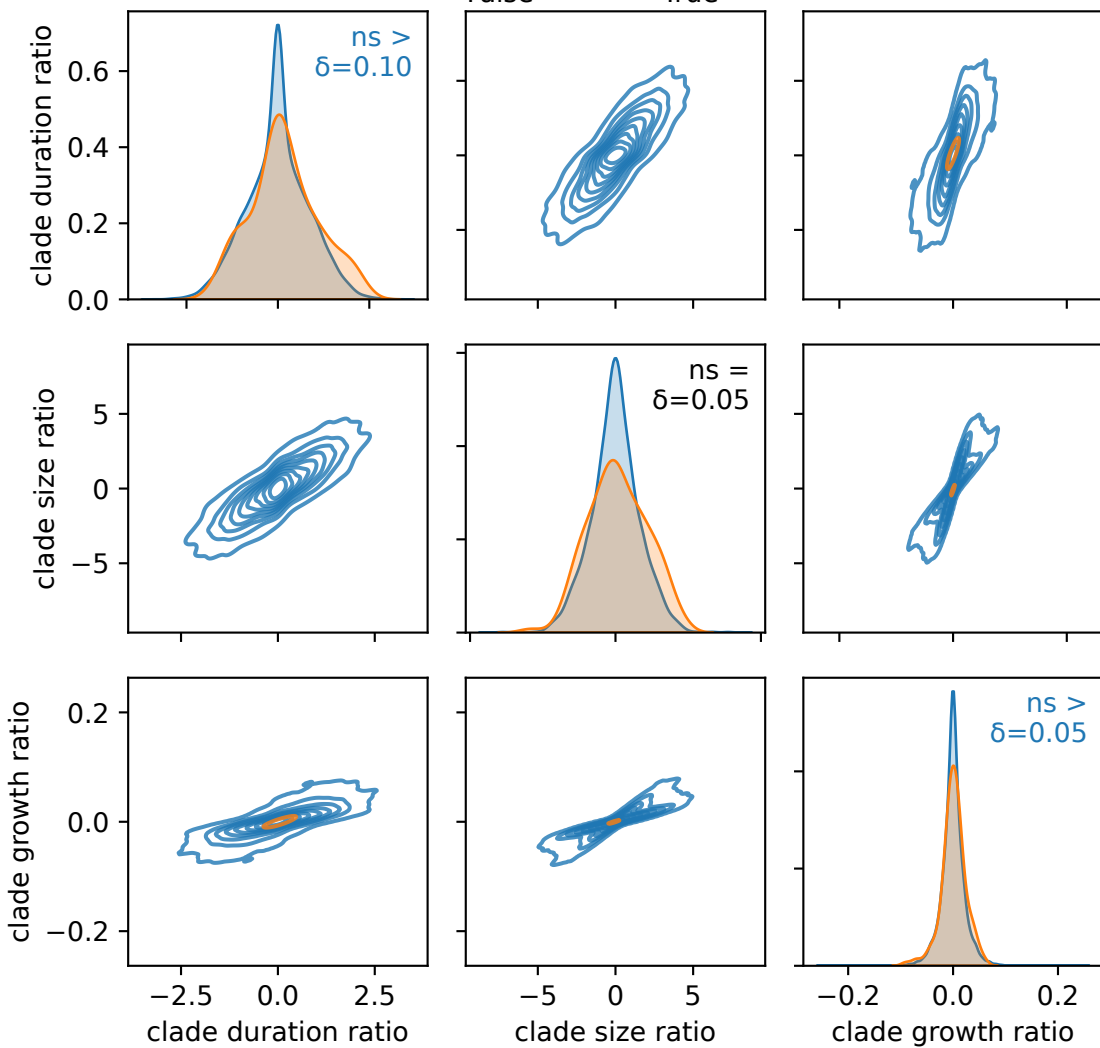 clade duration ratio
0.6
0.4
0.2
0.0
ns >
δ=0.10
clade size ratio
5
0
−5
ns =
δ=0.05
clade growth ratio
0.2
0.0
−0.2
ns >
δ=0.05
−2.5 0.0 2.5
−5 0 5
−0.2 0.0 0.2
clade duration ratio
clade size ratio
clade growth ratio